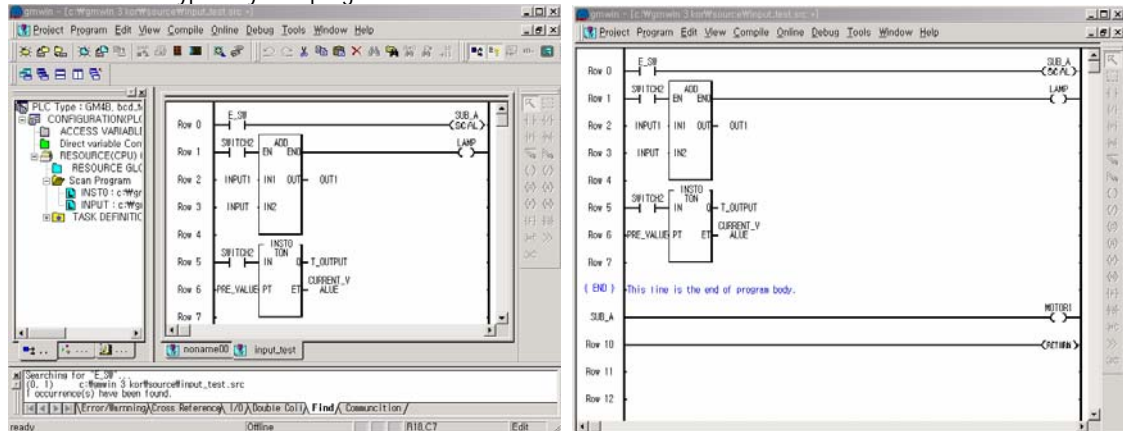 gmwin - [c:\gmwin 3 kor\source\input_test.src *]
Project Program Edit View Compile Online Debug Tools Window Help
PLC Type : GM4B, bcd,
CONFIGURATION(PLC
ACCESS VARIABL
Direct variable Com
RESOURCE(CPU)
RESOURCE GLO
Scan Program
INST0 : c:\
INPUT : c:\
TASK DEFINITIO
Row 0 E_SW SUB_A
(SCAL)
Row 1 SWITCH2 ADD LAMP
EN ENO ( )
Row 2 INPUT1 IN1 OUT OUT1
Row 3 INPUT IN2
Row 4
INST0
Row 5 SWITCH2 TON
IN Q T_OUTPUT
Row 6 PRE_VALUE PT ET CURRENT_V
ALUE
Row 7
noname00 input_test
Searching for "E_SW"...
(0, 1) c:\gmwin 3 kor\source\input_test.src
1 occurrence(s) have been found.
Error/Warnning Cross Reference I/O Double Coil Find Communcition
ready Offline R10,C7 Edit
gmwin - [c:\gmwin 3 kor\source\input_test.src *]
Project Program Edit View Compile Online Debug Tools Window Help
Row 0 E_SW SUB_A
(SCAL)
Row 1 SWITCH2 ADD LAMP
EN ENO ( )
Row 2 INPUT1 IN1 OUT OUT1
Row 3 INPUT IN2
Row 4
INST0
Row 5 SWITCH2 TON
IN Q T_OUTPUT
Row 6 PRE_VALUE PT ET CURRENT_V
ALUE
Row 7
( END ) This line is the end of program body.
SUB_A MOTOR1
( )
Row 10 (RETURN)
Row 11
Row 12